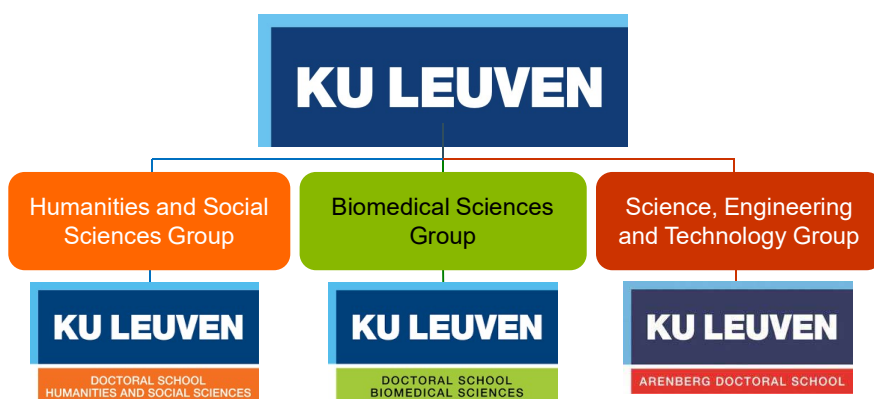 KU LEUVEN
Humanities and Social
Sciences Group
Biomedical Sciences
Group
Science, Engineering
and Technology Group
KU LEUVEN
DOCTORAL SCHOOL
HUMANITIES AND SOCIAL SCIENCES
KU LEUVEN
DOCTORAL SCHOOL
BIOMEDICAL SCIENCES
KU LEUVEN
ARENBERG DOCTORAL SCHOOL